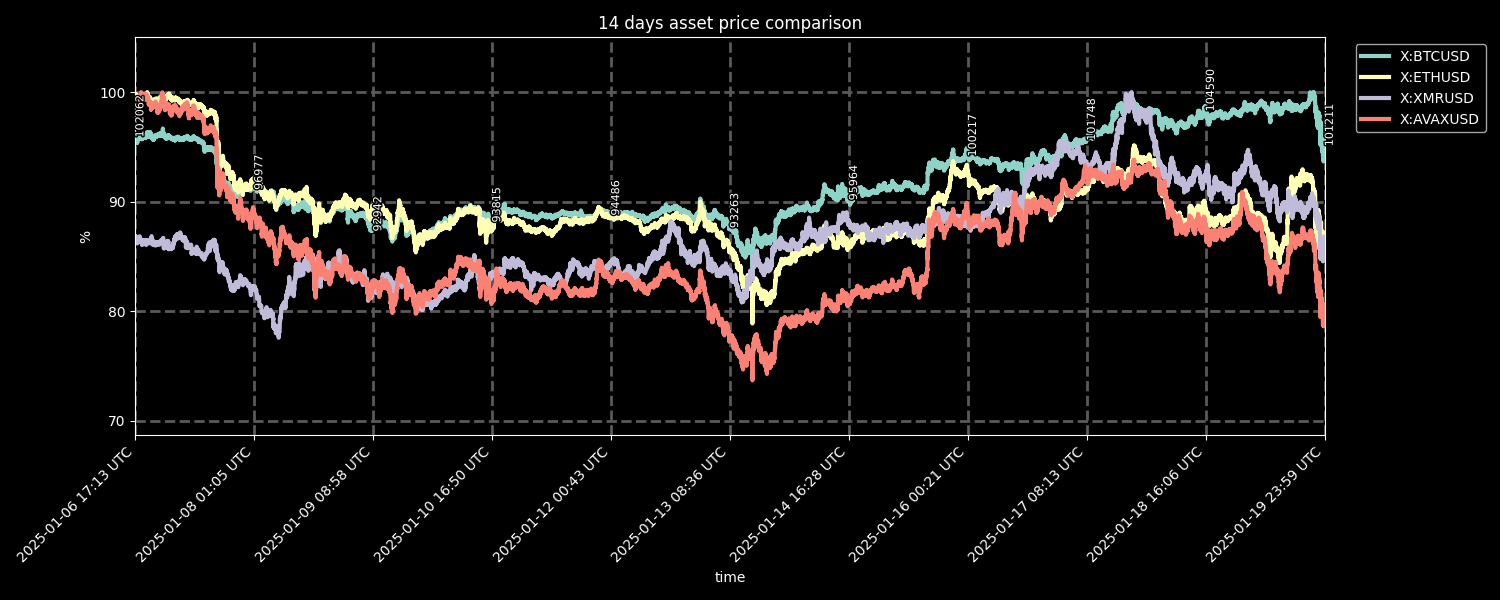 14 days asset price comparison
X:BTCUSD
X:ETHUSD
X:XMRUSD
X:AVAXUSD
100
90
80
70
%
102062
96977
92942
93815
94486
93263
95964
100217
101748
104590
101211
2025-01-06 17:13 UTC
2025-01-08 01:05 UTC
2025-01-09 08:58 UTC
2025-01-10 16:50 UTC
2025-01-12 00:43 UTC
2025-01-13 08:36 UTC
2025-01-14 16:28 UTC
2025-01-16 00:21 UTC
2025-01-17 08:13 UTC
2025-01-18 16:06 UTC
2025-01-19 23:59 UTC
time